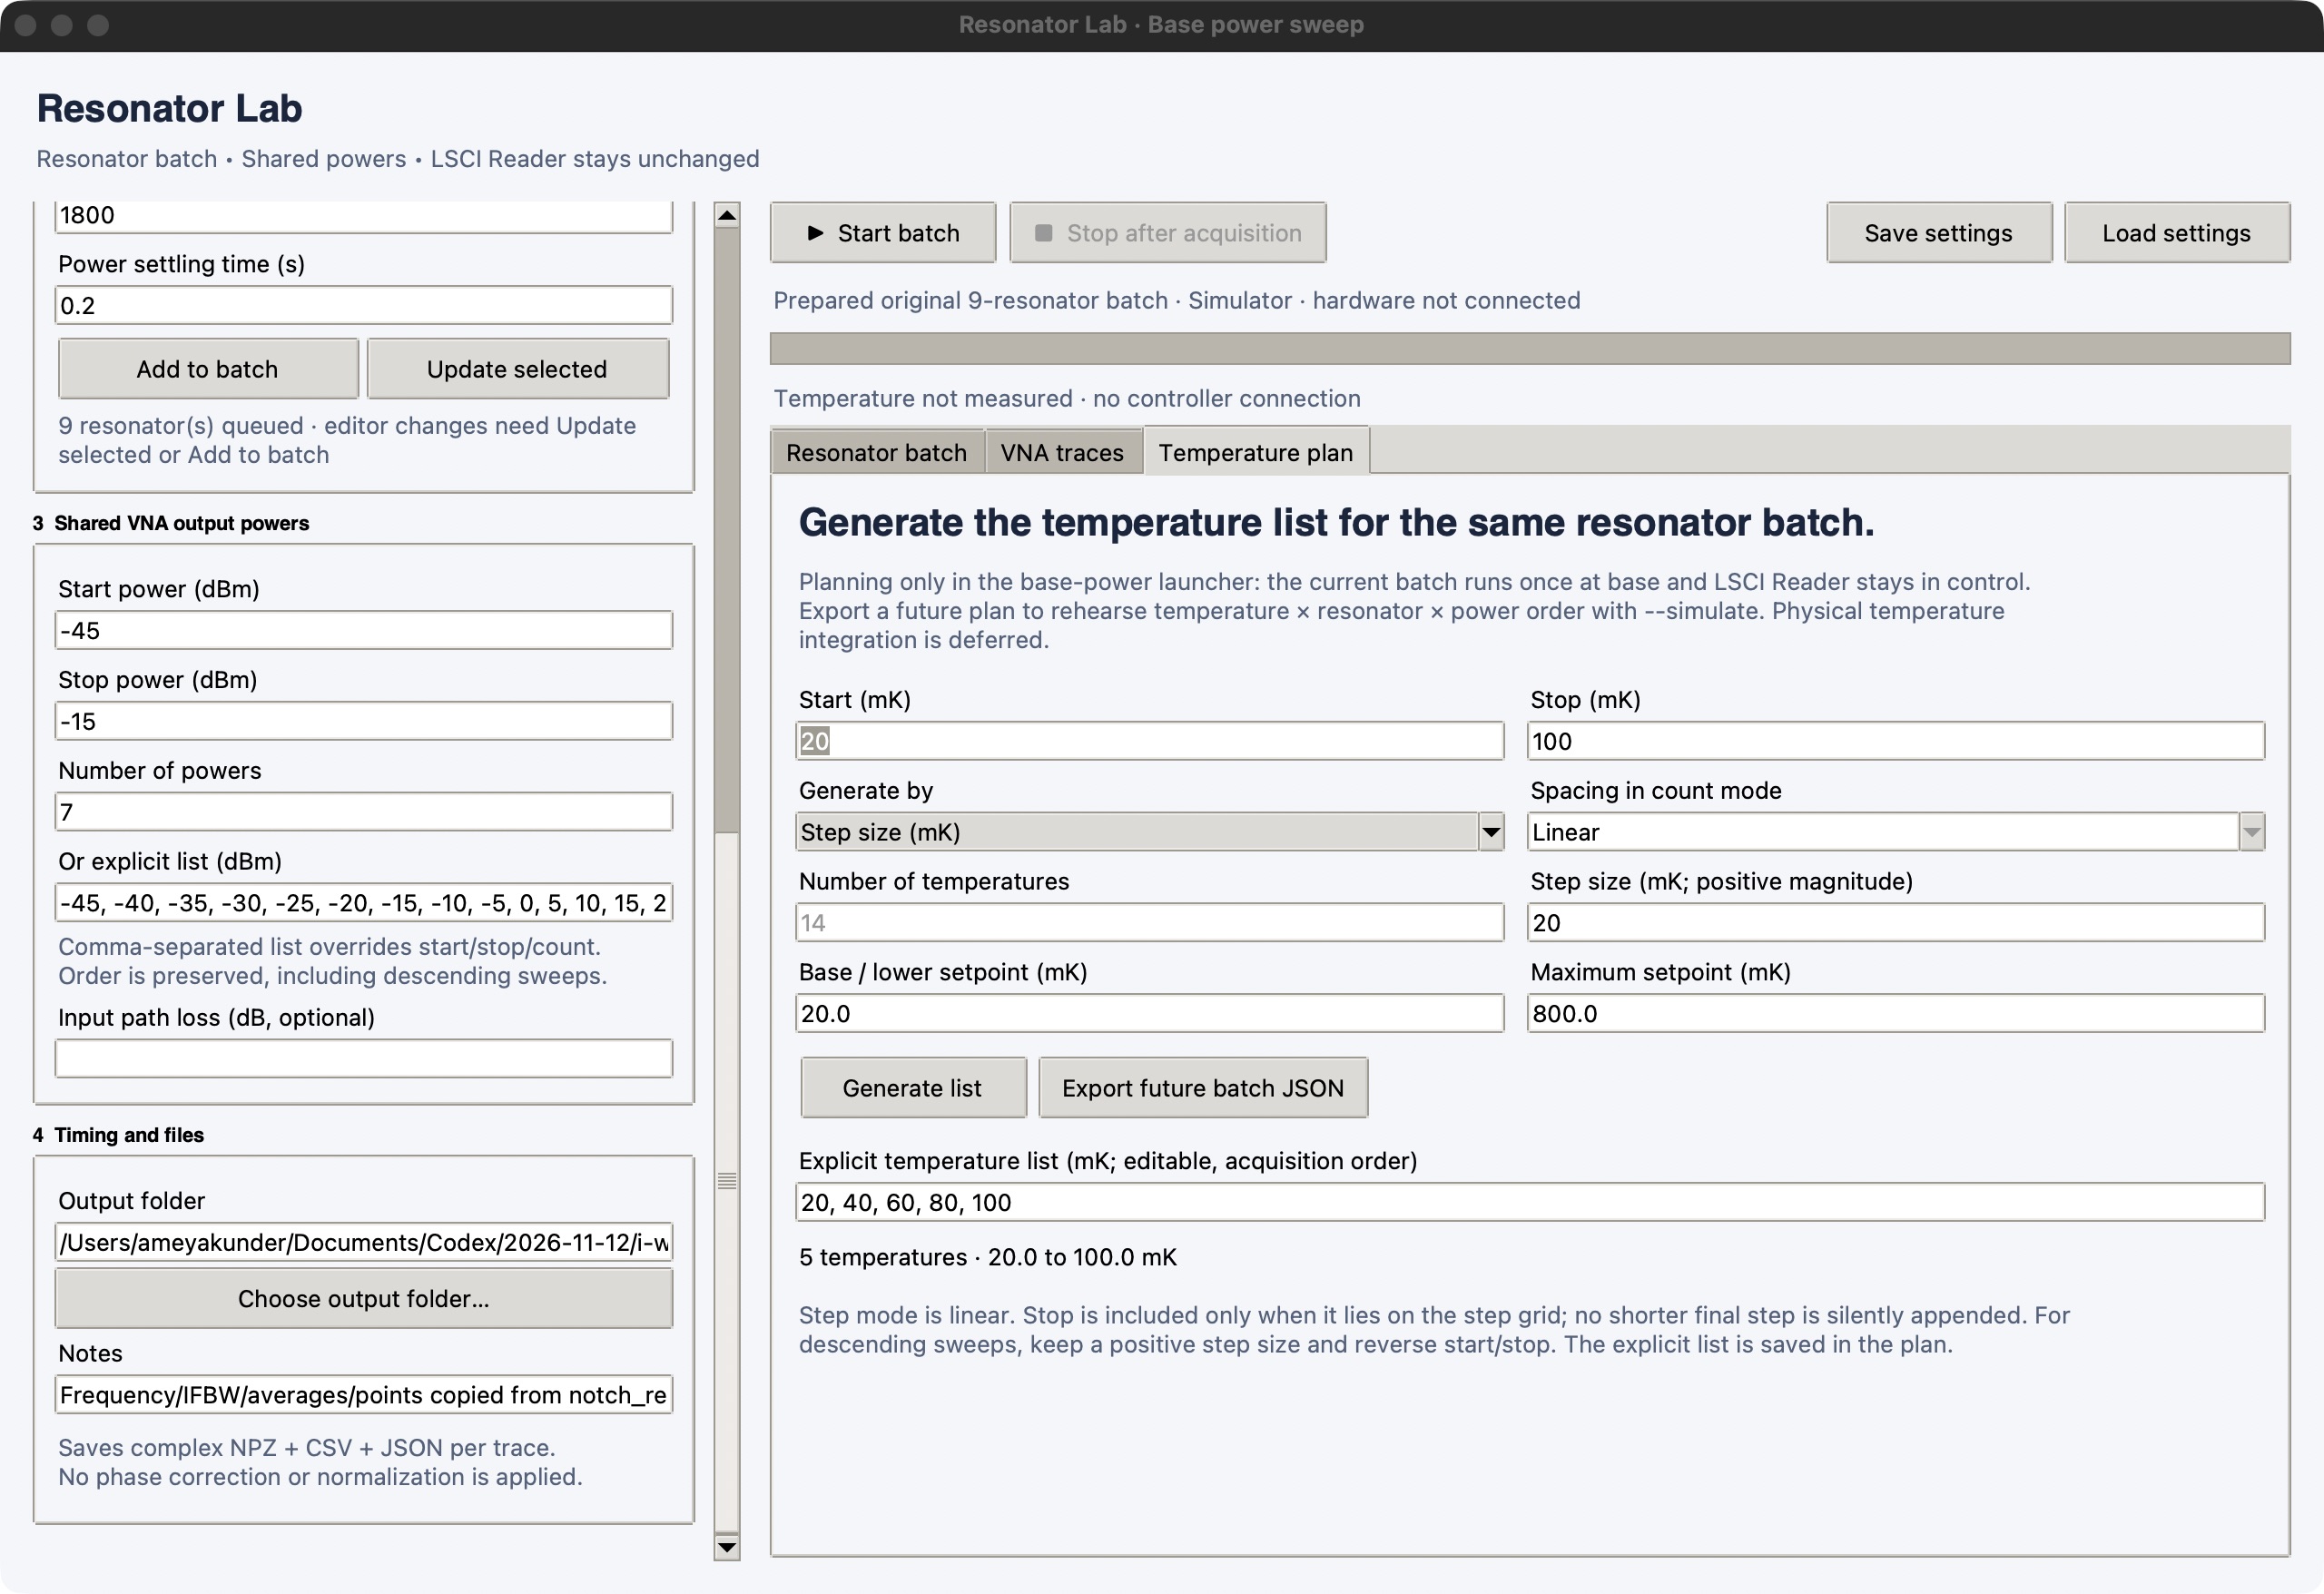 Resonator Lab · Base power sweep
Resonator Lab
Resonator batch • Shared powers • LSCI Reader stays unchanged
1800
Power settling time (s)
0.2
Add to batch
Update selected
9 resonator(s) queued · editor changes need Update
selected or Add to batch
3 Shared VNA output powers
Start power (dBm)
-45
Stop power (dBm)
-15
Number of powers
7
Or explicit list (dBm)
-45, -40, -35, -30, -25, -20, -15, -10, -5, 0, 5, 10, 15, 2
Comma-separated list overrides start/stop/count.
Order is preserved, including descending sweeps.
Input path loss (dB, optional)
4 Timing and files
Output folder
/Users/ameyakunder/Documents/Codex/2026-11-12/i-w
Choose output folder...
Notes
Frequency/IFBW/averages/points copied from notch_re
Saves complex NPZ + CSV + JSON per trace.
No phase correction or normalization is applied.
Start batch
Stop after acquisition
Save settings
Load settings
Prepared original 9-resonator batch · Simulator · hardware not connected
Temperature not measured · no controller connection
Resonator batch
VNA traces
Temperature plan
Generate the temperature list for the same resonator batch.
Planning only in the base-power launcher: the current batch runs once at base and LSCI Reader stays in control.
Export a future plan to rehearse temperature × resonator × power order with --simulate. Physical temperature
integration is deferred.
Start (mK)
Stop (mK)
20
100
Generate by
Spacing in count mode
Step size (mK)
Linear
Number of temperatures
Step size (mK; positive magnitude)
14
20
Base / lower setpoint (mK)
Maximum setpoint (mK)
20.0
800.0
Generate list
Export future batch JSON
Explicit temperature list (mK; editable, acquisition order)
20, 40, 60, 80, 100
5 temperatures · 20.0 to 100.0 mK
Step mode is linear. Stop is included only when it lies on the step grid; no shorter final step is silently appended. For
descending sweeps, keep a positive step size and reverse start/stop. The explicit list is saved in the plan.